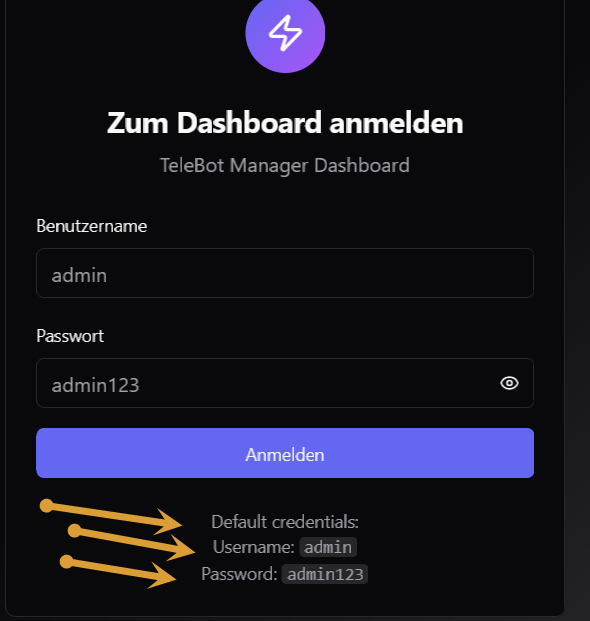 Zum Dashboard anmelden
TeleBot Manager Dashboard
Benutzername
admin
Passwort
admin123
Anmelden
Default credentials:
Username: admin
Password: admin123